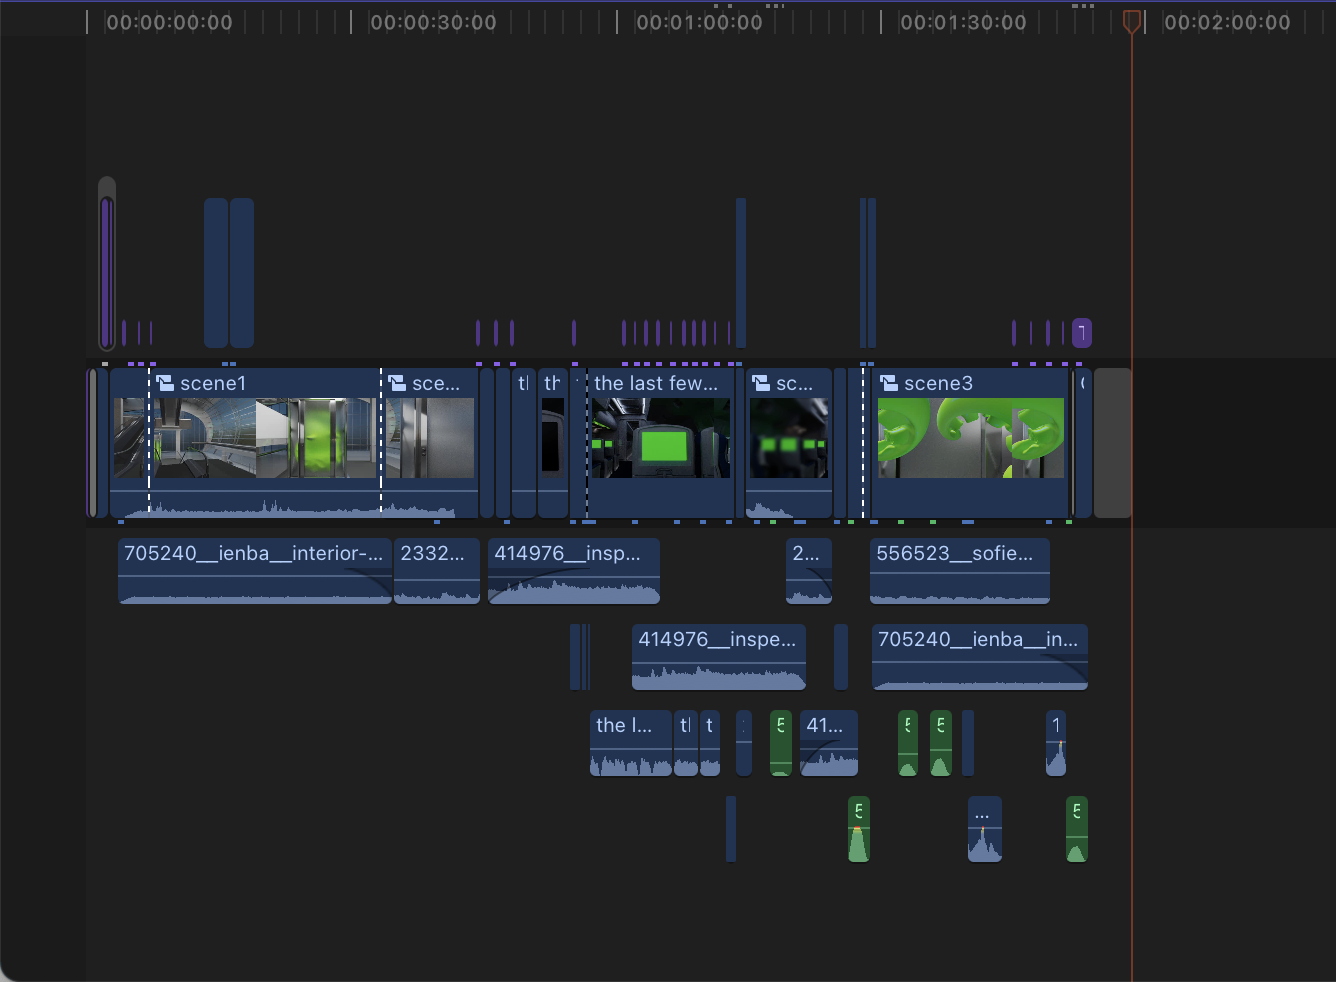 00:00:00:00 00:00:30:00 00:01:00:00 00:01:30:00 00:02:00:00
scene1 sce... th the last few... sc... scene3
705240__ienba__interior-... 2332... 414976__insp... 2... 556523__sofie...
414976__inspe... 705240__ienba__in...
the l... t 5 41... 5 5 1
5 ... 5